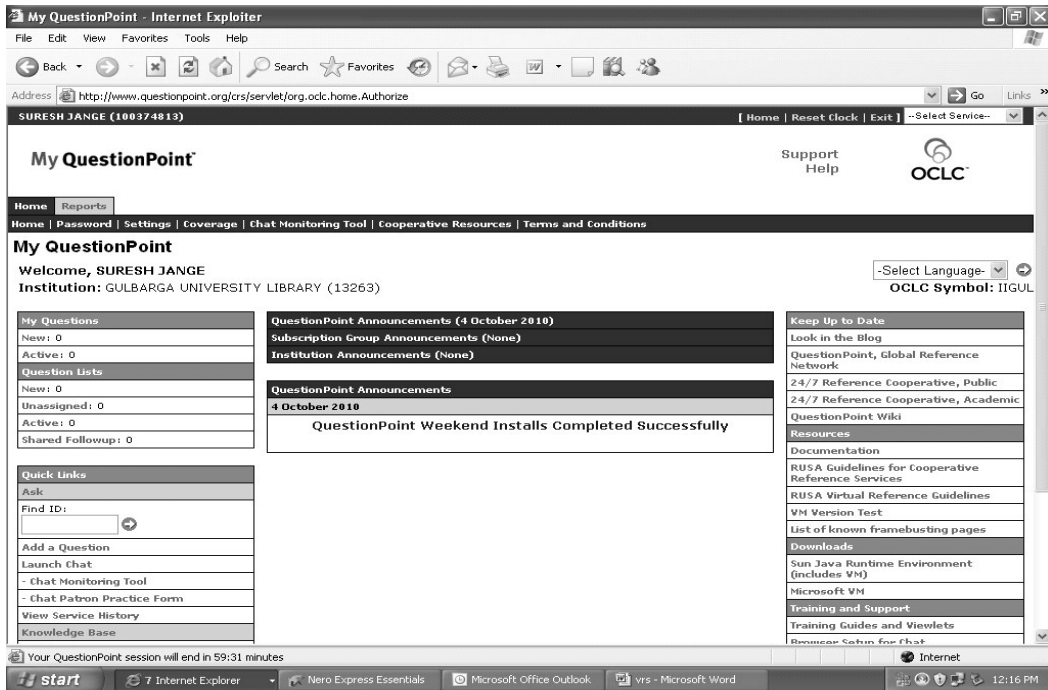 My QuestionPoint - Internet Exploiter
File Edit View Favorites Tools Help
Back Search Favorites
Address http://www.questionpoint.org/crs/servlet/org.oclc.home.Authorize Go Links »
SURESH JANGE (100374813) [ Home | Reset Clock | Exit ] --Select Service--
My QuestionPoint
Support
Help
OCLC
Home Reports
Home | Password | Settings | Coverage | Chat Monitoring Tool | Cooperative Resources | Terms and Conditions
My QuestionPoint
Welcome, SURESH JANGE
-Select Language-
Institution: GULBARGA UNIVERSITY LIBRARY (13263)
OCLC Symbol: IIGUL
My Questions
New: 0
Active: 0
Question Lists
New: 0
Unassigned: 0
Active: 0
Shared Followup: 0
Quick Links
Ask
Find ID:
Add a Question
Launch Chat
- Chat Monitoring Tool
- Chat Patron Practice Form
View Service History
Knowledge Base
QuestionPoint Announcements (4 October 2010)
Subscription Group Announcements (None)
Institution Announcements (None)
QuestionPoint Announcements
4 October 2010
QuestionPoint Weekend Installs Completed Successfully
Keep Up to Date
Look in the Blog
QuestionPoint, Global Reference
Network
24/7 Reference Cooperative, Public
24/7 Reference Cooperative, Academic
QuestionPoint Wiki
Resources
Documentation
RUSA Guidelines for Cooperative
Reference Services
RUSA Virtual Reference Guidelines
VM Version Test
List of known framebusting pages
Downloads
Sun Java Runtime Environment
(includes VM)
Microsoft VM
Training and Support
Training Guides and Viewlets
Browser Setup for Chat
Your QuestionPoint session will end in 59:31 minutes
Internet
start 7 Internet Explorer Nero Express Essentials Microsoft Office Outlook vrs - Microsoft Word 12:16 PM